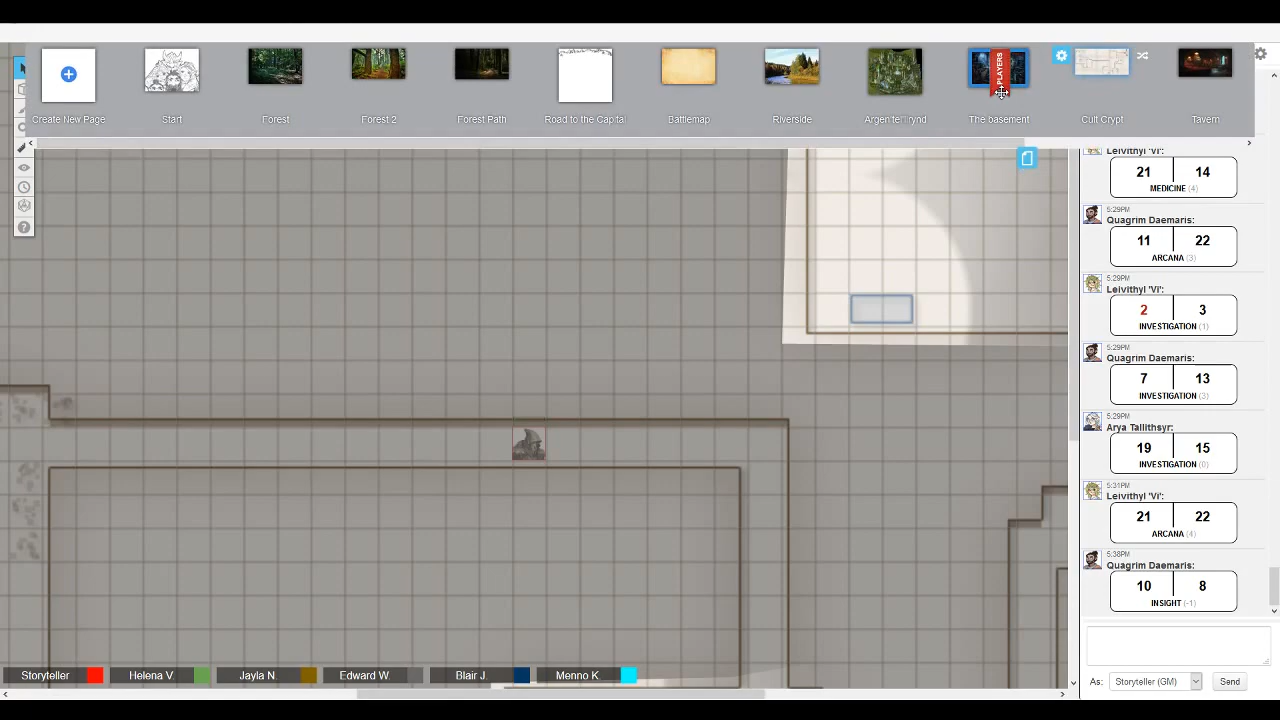 PLAYERS
Create New Page
Start
Forest
Forest 2
Forest Path
Road to the Capital
Battlemap
Riverside
The basement
Cult Crypt
Tavern
Leivithyl 'Vi':
21 14
MEDICINE (4)
5:29PM
Quagrim Daemaris:
11 22
ARCANA (3)
5:29PM
Leivithyl 'Vi':
2 3
INVESTIGATION (1)
5:29PM
Quagrim Daemaris:
7 13
INVESTIGATION (3)
5:29PM
Arya Tallithsyr:
19 15
INVESTIGATION (0)
5:31PM
Leivithyl 'Vi':
21 22
ARCANA (4)
5:38PM
Quagrim Daemaris:
10 8
INSIGHT (-1)
Storyteller
Helena V
Jayla N.
Edward W.
Blair J.
Menno K
As:
Storyteller (GM)
Send